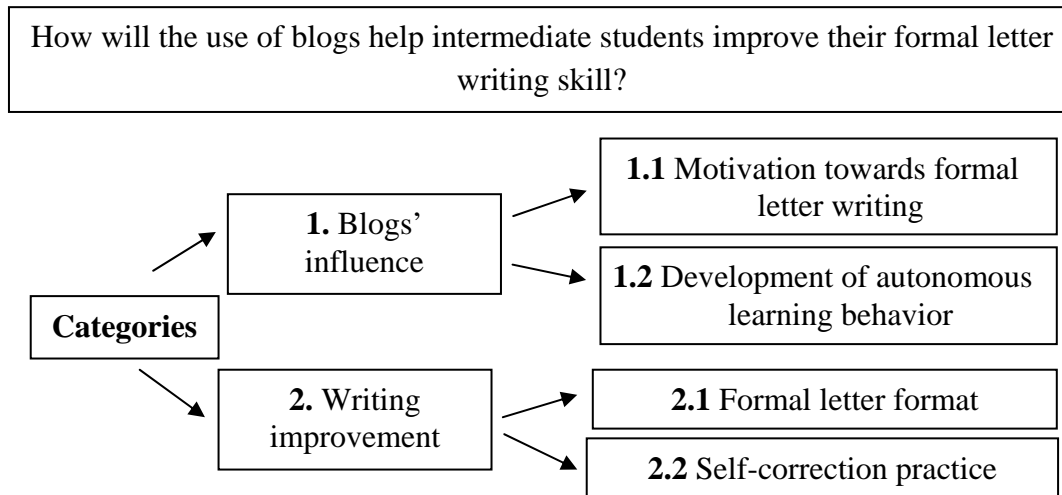 How will the use of blogs help intermediate students improve their formal letter
writing skill?
1.1 Motivation towards formal
letter writing
1. Blogs’
influence
1.2 Development of autonomous
learning behavior
Categories
2. Writing
improvement
2.1 Formal letter format
2.2 Self-correction practice